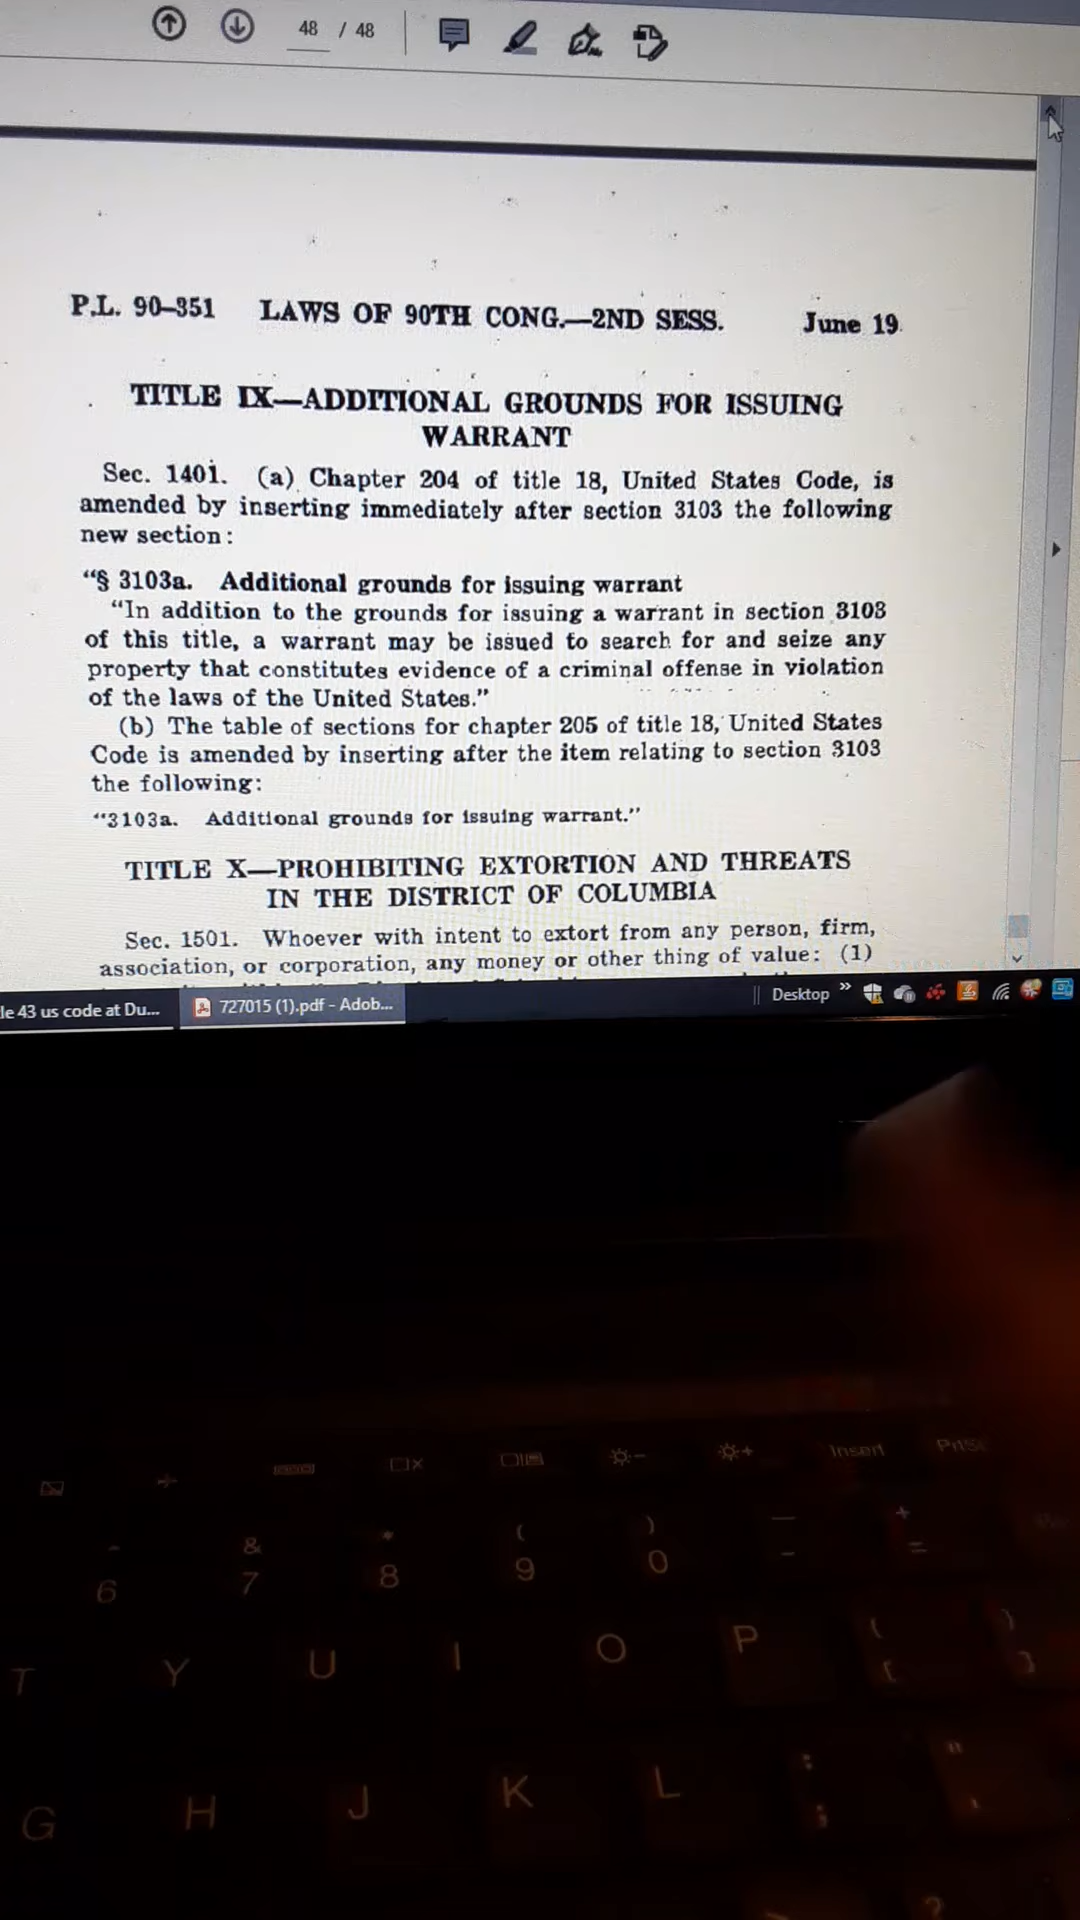 48 / 48
P.L. 90–351 LAWS OF 90TH CONG.—2ND SESS. June 19
TITLE IX—ADDITIONAL GROUNDS FOR ISSUING
WARRANT
Sec. 1401. (a) Chapter 204 of title 18, United States Code, is
amended by inserting immediately after section 3103 the following
new section:
“§ 3103a. Additional grounds for issuing warrant
“In addition to the grounds for issuing a warrant in section 3103
of this title, a warrant may be issued to search for and seize any
property that constitutes evidence of a criminal offense in violation
of the laws of the United States.”
(b) The table of sections for chapter 205 of title 18, United States
Code is amended by inserting after the item relating to section 3103
the following:
“3103a. Additional grounds for issuing warrant.”
TITLE X—PROHIBITING EXTORTION AND THREATS
IN THE DISTRICT OF COLUMBIA
Sec. 1501. Whoever with intent to extort from any person, firm,
association, or corporation, any money or other thing of value: (1)
le 43 us code at Du... 727015 (1).pdf - Adob... Desktop »
Insert
& * ( ) — +
6 7 8 9 0 - =
T Y U I O P [ ]
G H J K L : ;
?